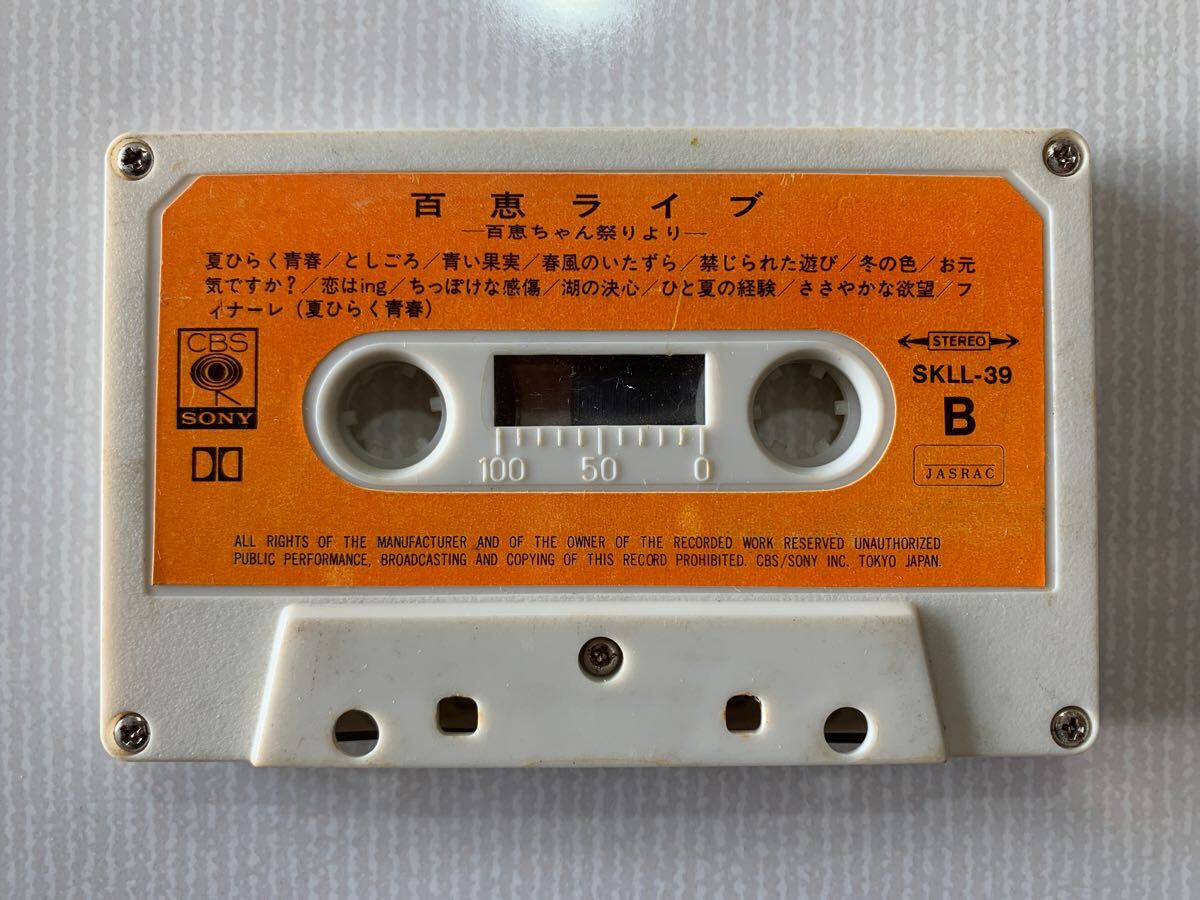 百恵ライブ
—百恵ちゃん祭りより—
夏ひらく青春/としごろ/青い果実/春風のいたずら/禁じられた遊び/冬の色/お元
気ですか?/恋はing/ちっぽけな感傷/湖の決心/ひと夏の経験/ささやかな欲望/フ
ィナーレ(夏ひらく青春)
CBS
SONY
STEREO
SKLL-39
B
JASRAC
100 50 0
ALL RIGHTS OF THE MANUFACTURER AND OF THE OWNER OF THE RECORDED WORK RESERVED UNAUTHORIZED
PUBLIC PERFORMANCE, BROADCASTING AND COPYING OF THIS RECORD PROHIBITED. CBS/SONY INC. TOKYO JAPAN.